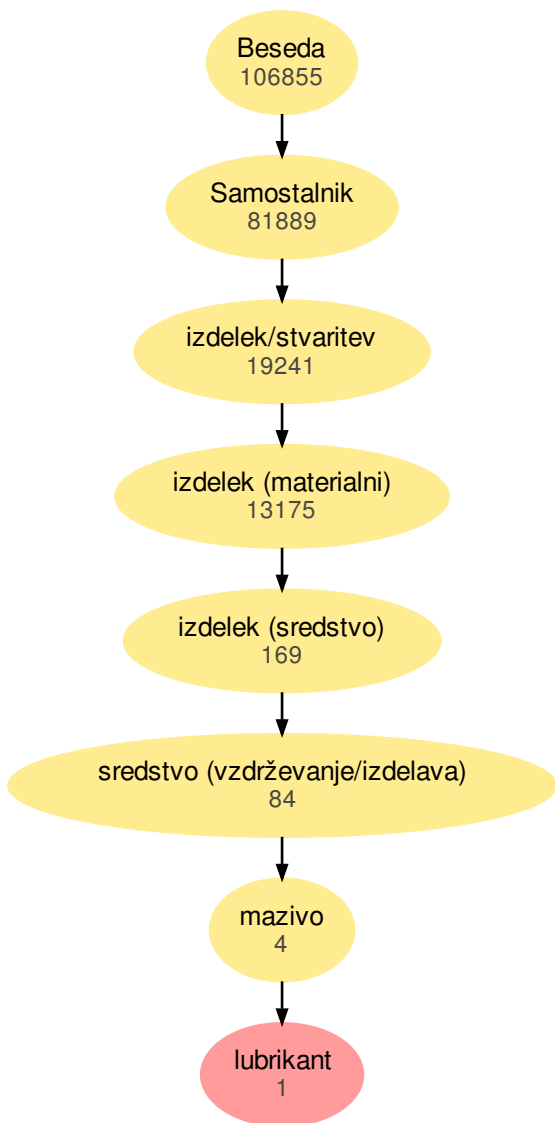 Beseda
106855
Samostalnik
81889
izdelek/stvaritev
19241
izdelek (materialni)
13175
izdelek (sredstvo)
169
sredstvo (vzdrževanje/izdelava)
84
mazivo
4
lubrikant
1